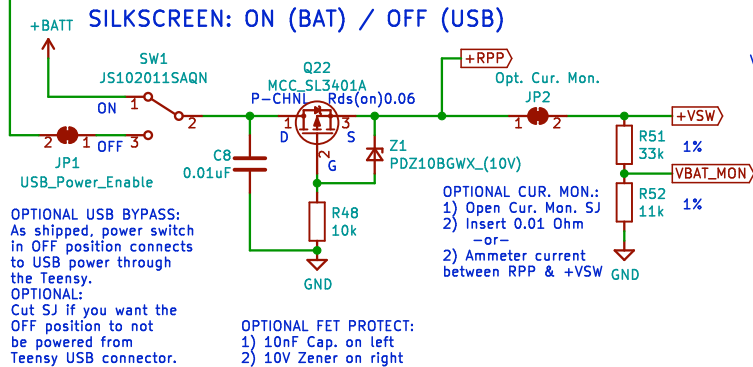 SILKSCREEN: ON (BAT) / OFF (USB)
+BATT
SW1
JS102011SAQN
ON
1
2
3
OFF
2
1
JP1
USB_Power_Enable
C8
0.01uF
Q22
MCC_SL3401A
P-CHNL Rds(on)0.06
1
3
D
S
2
G
Z1
PDZ10BGWX_(10V)
R48
10k
GND
+RPP
Opt. Cur. Mon.
JP2
1
2
+VSW
R51
33k
1%
VBAT_MON
R52
11k
1%
GND
OPTIONAL CUR. MON.:
1) Open Cur. Mon. SJ
2) Insert 0.01 Ohm
-or-
2) Ammeter current
between RPP & +VSW
OPTIONAL USB BYPASS:
As shipped, power switch
in OFF position connects
to USB power through
the Teensy.
OPTIONAL:
Cut SJ if you want the
OFF position to not
be powered from
Teensy USB connector.
OPTIONAL FET PROTECT:
1) 10nF Cap. on left
2) 10V Zener on right